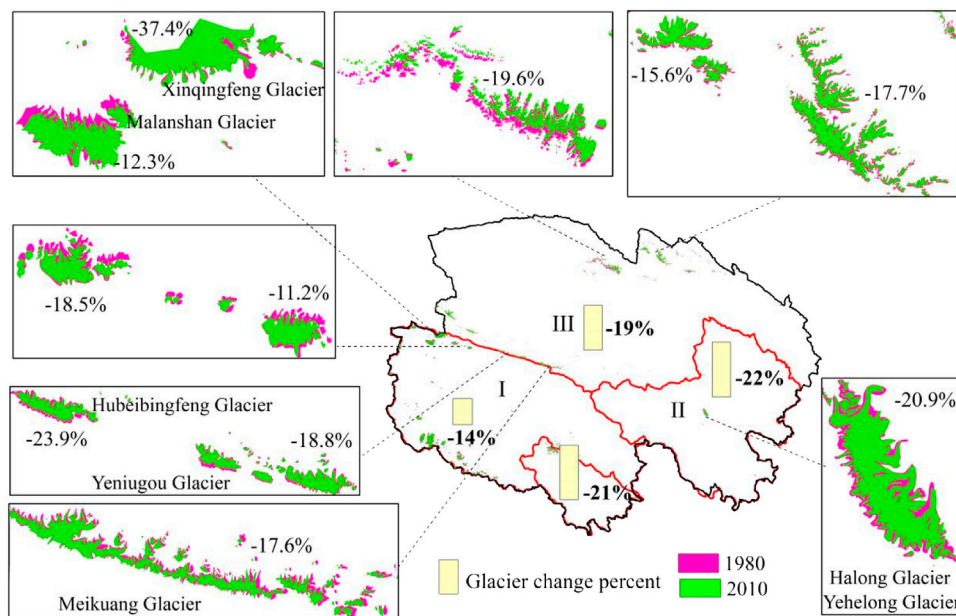 -37.4%
Xinqingfeng Glacier
Malanshan Glacier
-12.3%
-19.6%
-15.6%
-17.7%
-18.5%
-11.2%
III
-19%
-22%
I
II
-14%
-21%
Hubeibingfeng Glacier
-23.9%
-18.8%
Yeniugou Glacier
-17.6%
Meikuang Glacier
-20.9%
Halong Glacier
Yehelong Glacier
Glacier change percent
1980
2010